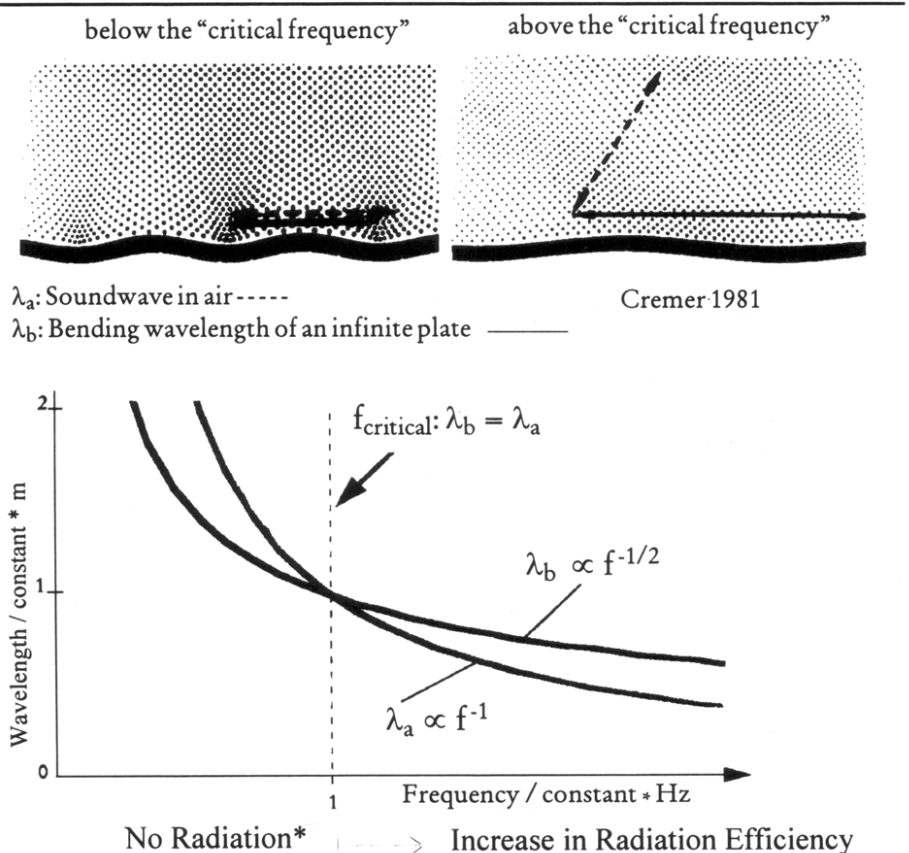 below the “critical frequency”
above the “critical frequency”
λa: Soundwave in air-----
Cremer 1981
λb: Bending wavelength of an infinite plate ———
2
fcritical: λb = λa
Wavelength / constant * m
1
λb ∝ f-1/2
λa ∝ f-1
0
1
Frequency / constant * Hz
No Radiation*
Increase in Radiation Efficiency